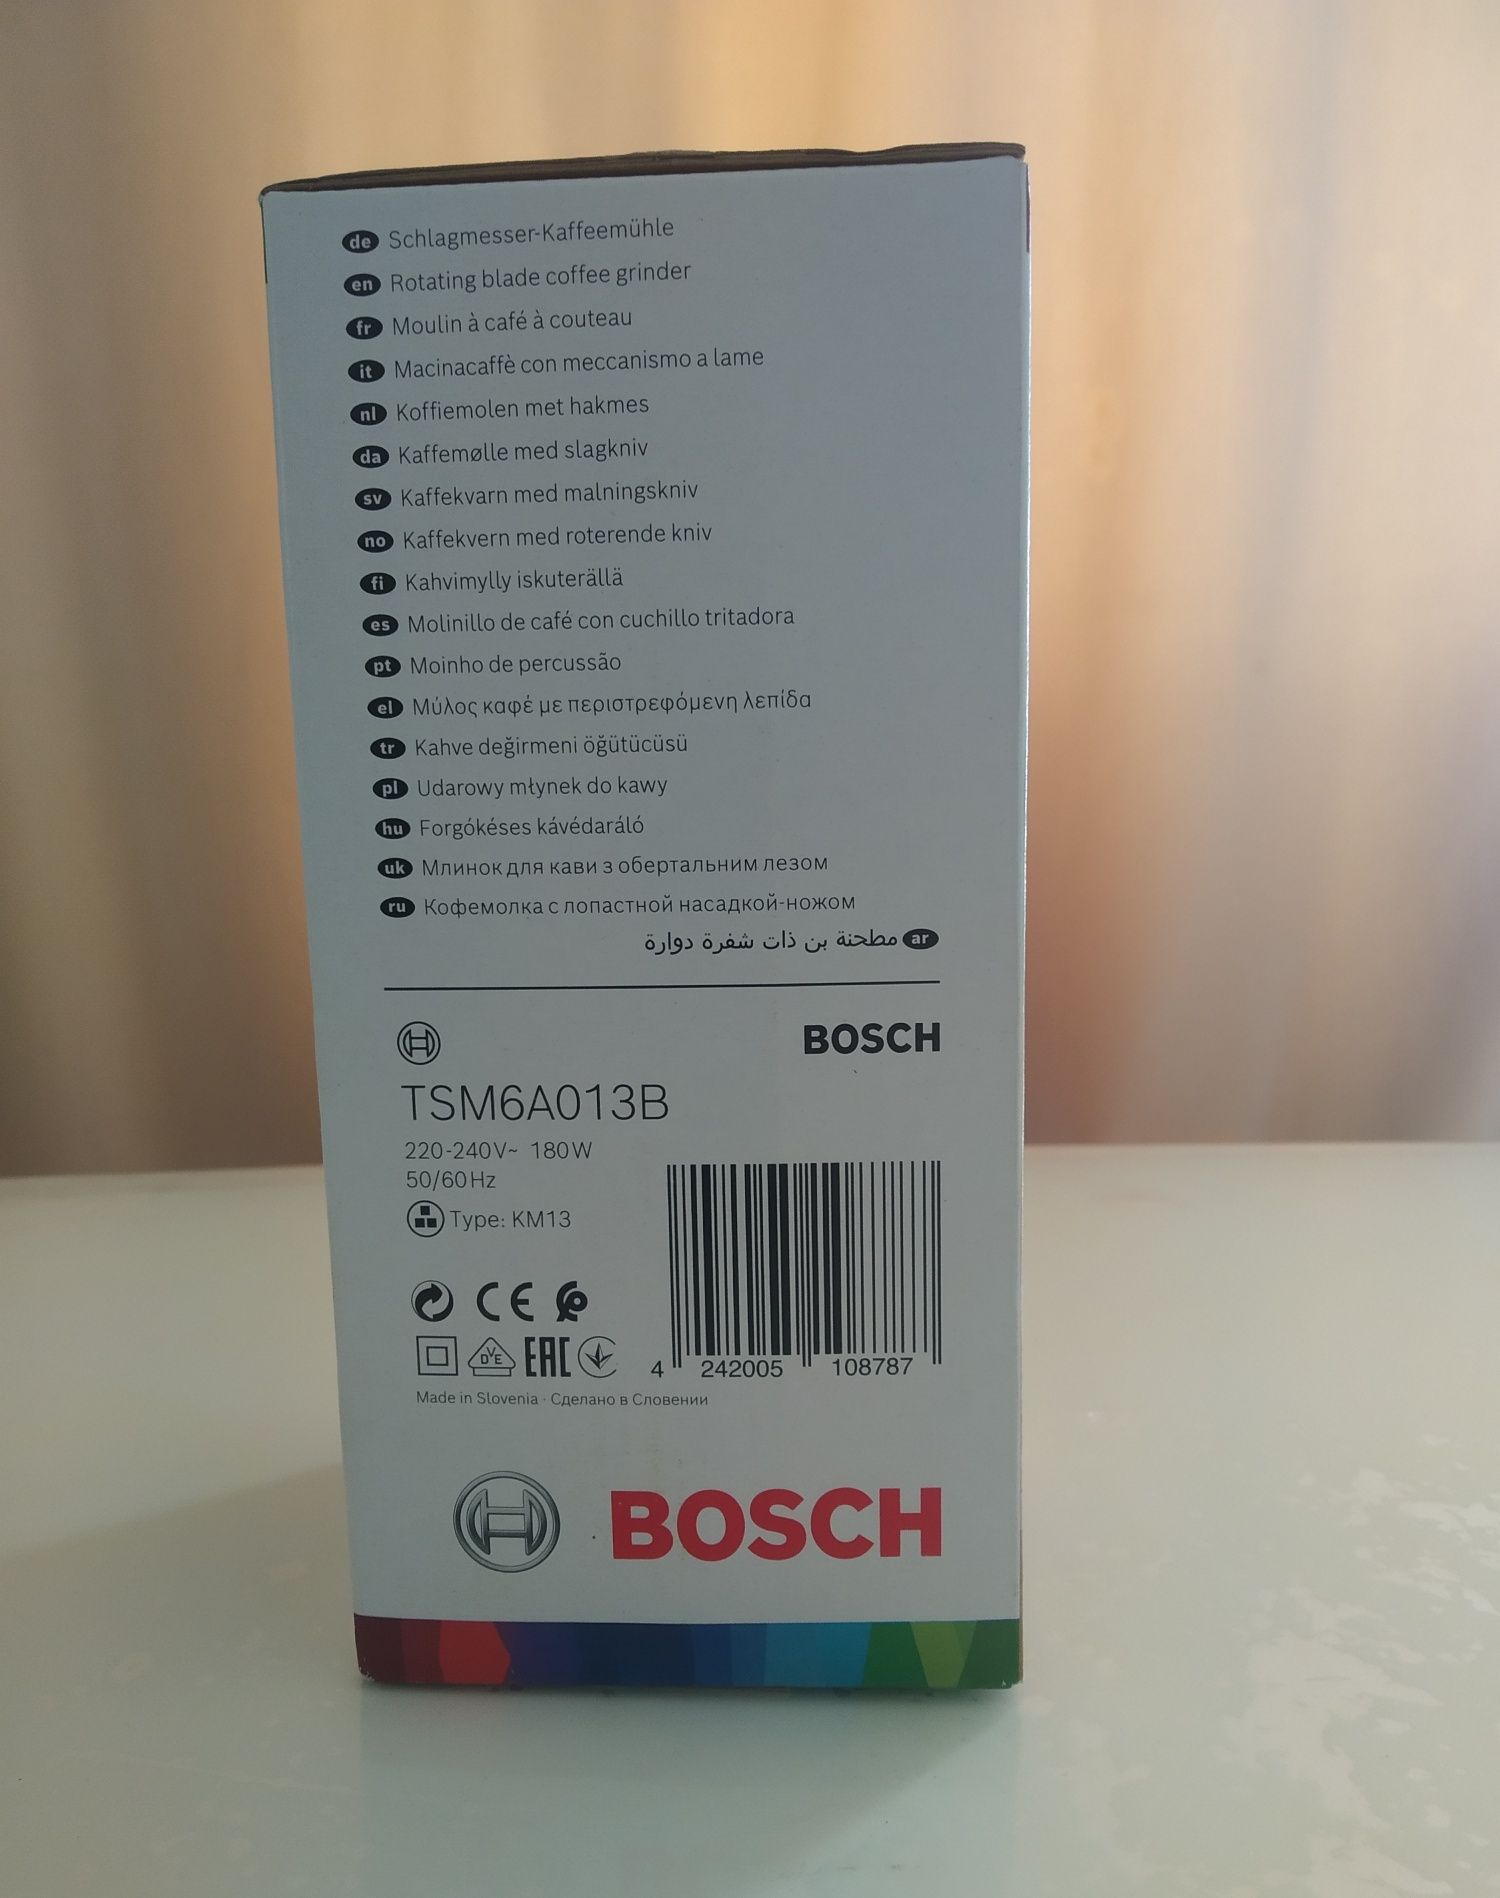 de Schlagmesser-Kaffeemühle
en Rotating blade coffee grinder
fr Moulin à café à couteau
it Macinacaffè con meccanismo a lame
nl Koffiemolen met hakmes
da Kaffemølle med slagkniv
sv Kaffekvarn med malningskniv
no Kaffekvern med roterende kniv
fi Kahvimylly iskuterällä
es Molinillo de café con cuchillo tritadora
pt Moinho de percussão
el Μύλος καφέ με περιστρεφόμενη λεπίδα
tr Kahve değirmeni öğütücüsü
pl Udarowy młynek do kawy
hu Forgókéses kávédaráló
uk Млинок для кави з обертальним лезом
ru Кофемолка с лопастной насадкой-ножом
ar مطحنة بن ذات شفرة دوارة
BOSCH
TSM6A013B
220-240V~ 180W
50/60Hz
Type: KM13
CE
DVE EAC
4 242005 108787
Made in Slovenia · Сделано в Словении
BOSCH